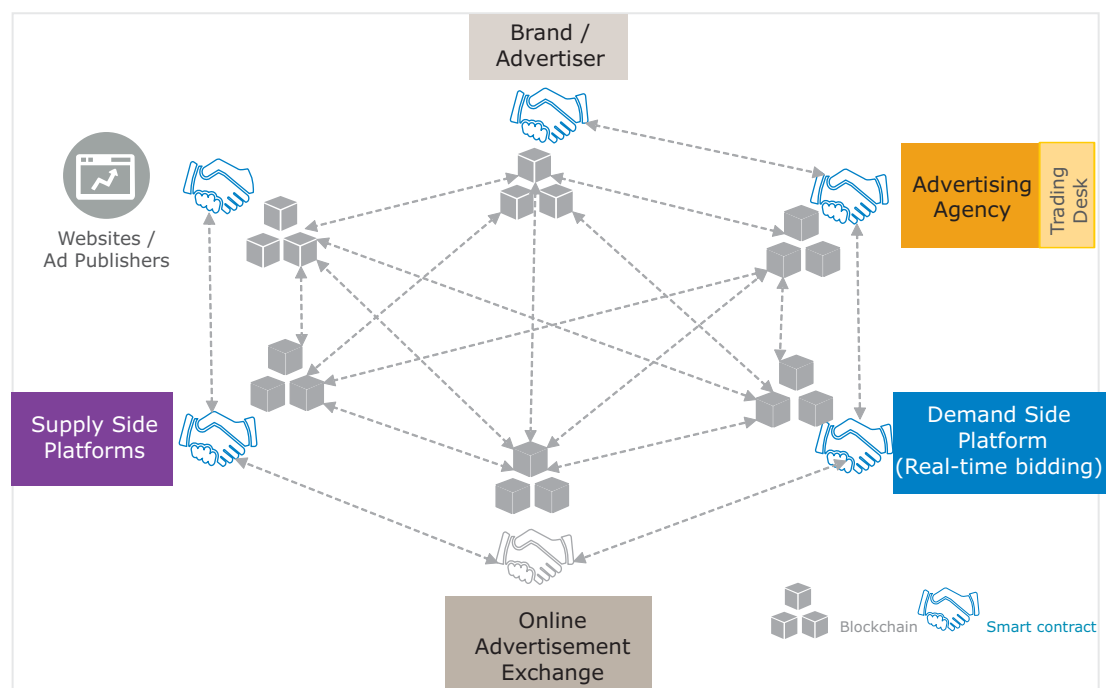 Brand /
Advertiser
Advertising
Agency
Trading
Desk
Websites /
Ad Publishers
Supply Side
Platforms
Demand Side
Platform
(Real-time bidding)
Online
Advertisement
Exchange
Blockchain
Smart contract